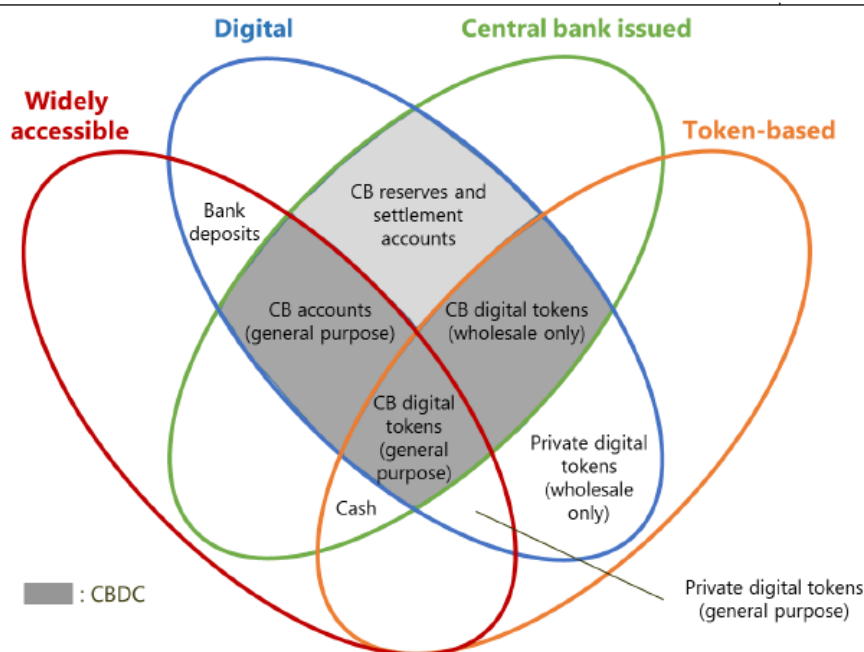 Digital
Central bank issued
Widely
accessible
Token-based
Bank
deposits
CB reserves and
settlement
accounts
CB accounts
(general purpose)
CB digital tokens
(wholesale only)
CB digital
tokens
(general
purpose)
Private digital
tokens
(wholesale
only)
Cash
: CBDC
Private digital tokens
(general purpose)